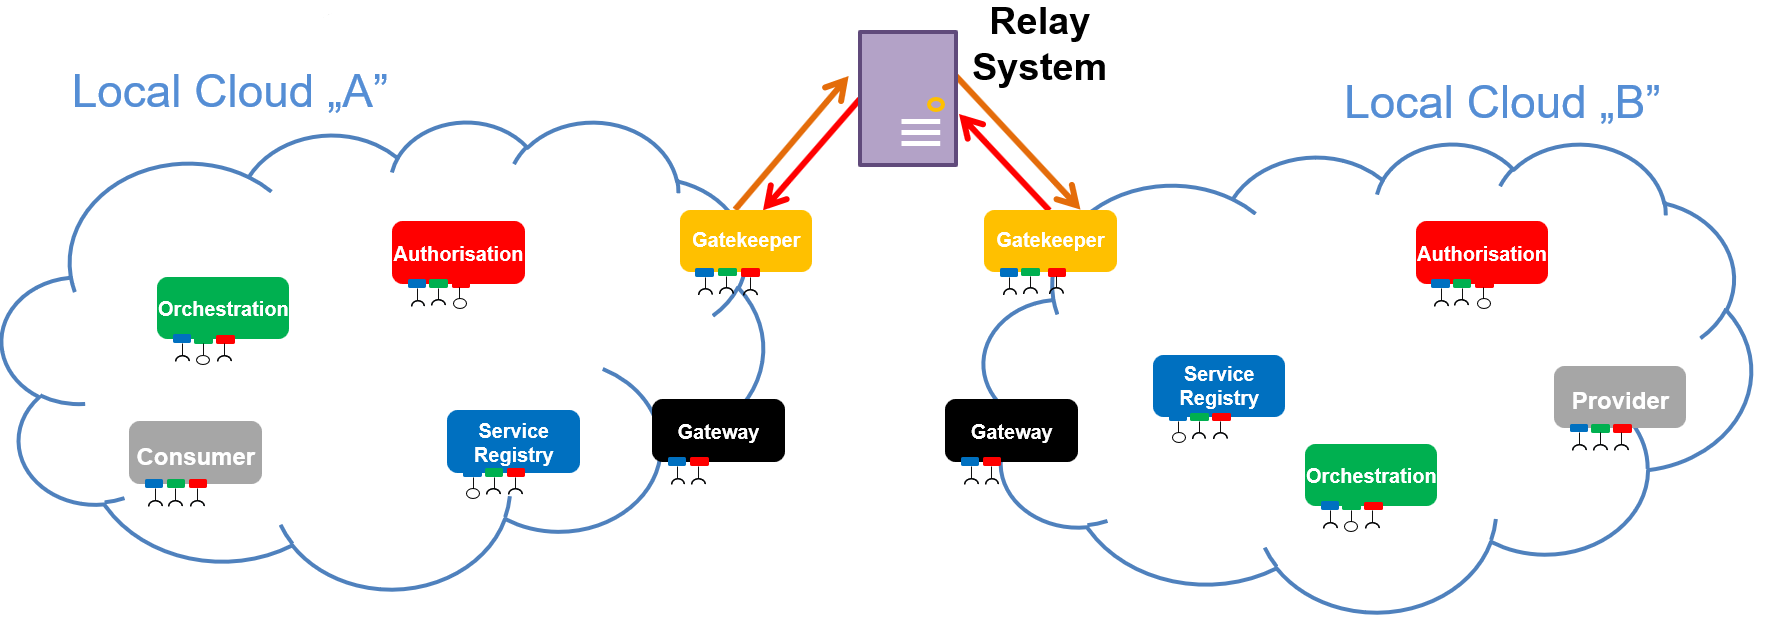 Relay
System
Local Cloud „A”
Local Cloud „B”
Authorisation
Gatekeeper
Gatekeeper
Authorisation
Orchestration
Service
Registry
Provider
Consumer
Service
Registry
Gateway
Gateway
Orchestration